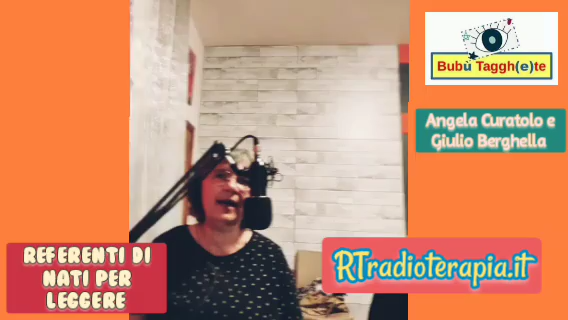 Bubù Taggh(e)te
Angela Curatolo e
Giulio Berghella
REFERENTI DI
NATI PER
LEGGERE
RTradioterapia.it